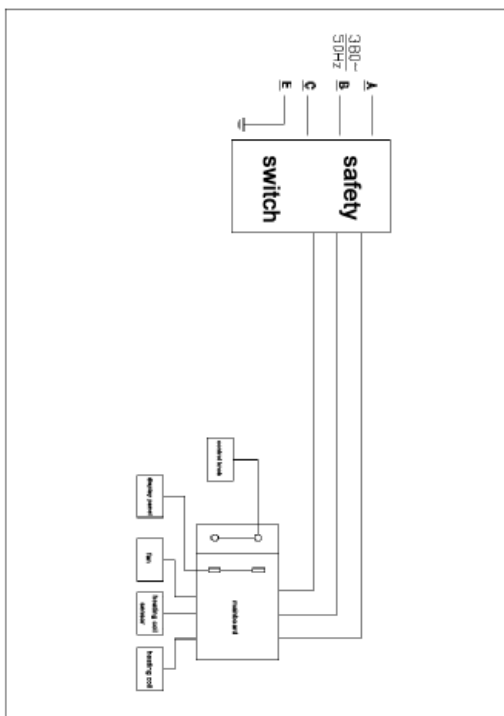 380~
50Hz
A
B
C
E
safety
switch
control knob
display panel
fan
heating coil
sensor
heating coil
mainboard